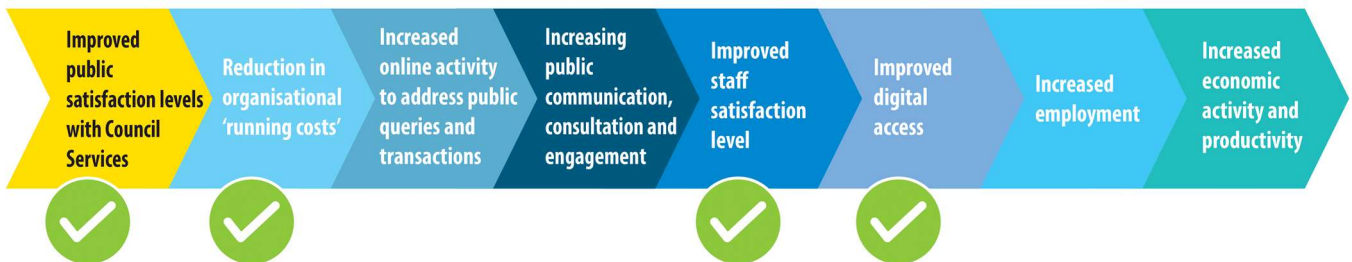 Improved
public
satisfaction levels
with Council
Services
Reduction in
organisational
‘running costs’
Increased
online activity
to address public
queries and
transactions
Increasing
public
communication,
consultation and
engagement
Improved
staff
satisfaction
level
Improved
digital
access
Increased
employment
Increased
economic
activity and
productivity